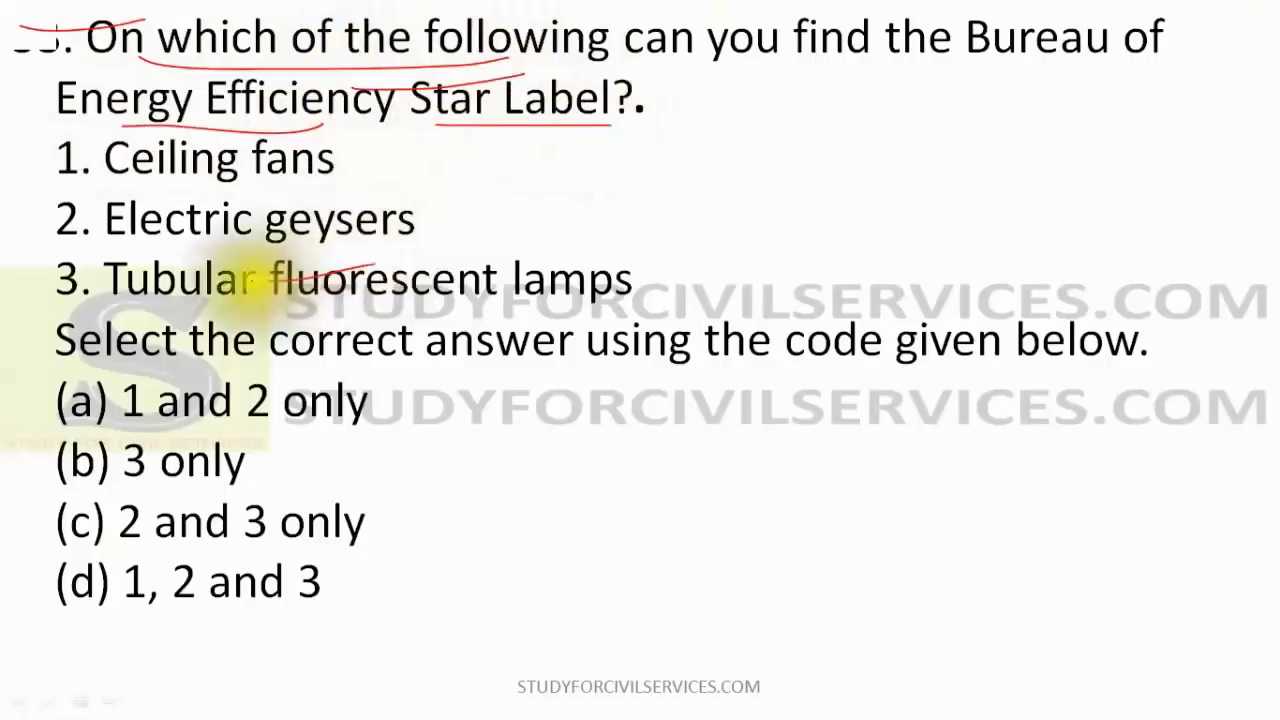 . On which of the following can you find the Bureau of
Energy Efficiency Star Label?.
1. Ceiling fans
2. Electric geysers
3. Tubular fluorescent lamps
STUDYFORCIVILSERVICES.COM
Select the correct answer using the code given below.
(a) 1 and 2 only
STUDYFORCIVILSERVICES.COM
(b) 3 only
(c) 2 and 3 only
(d) 1, 2 and 3
STUDYFORCIVILSERVICES.COM